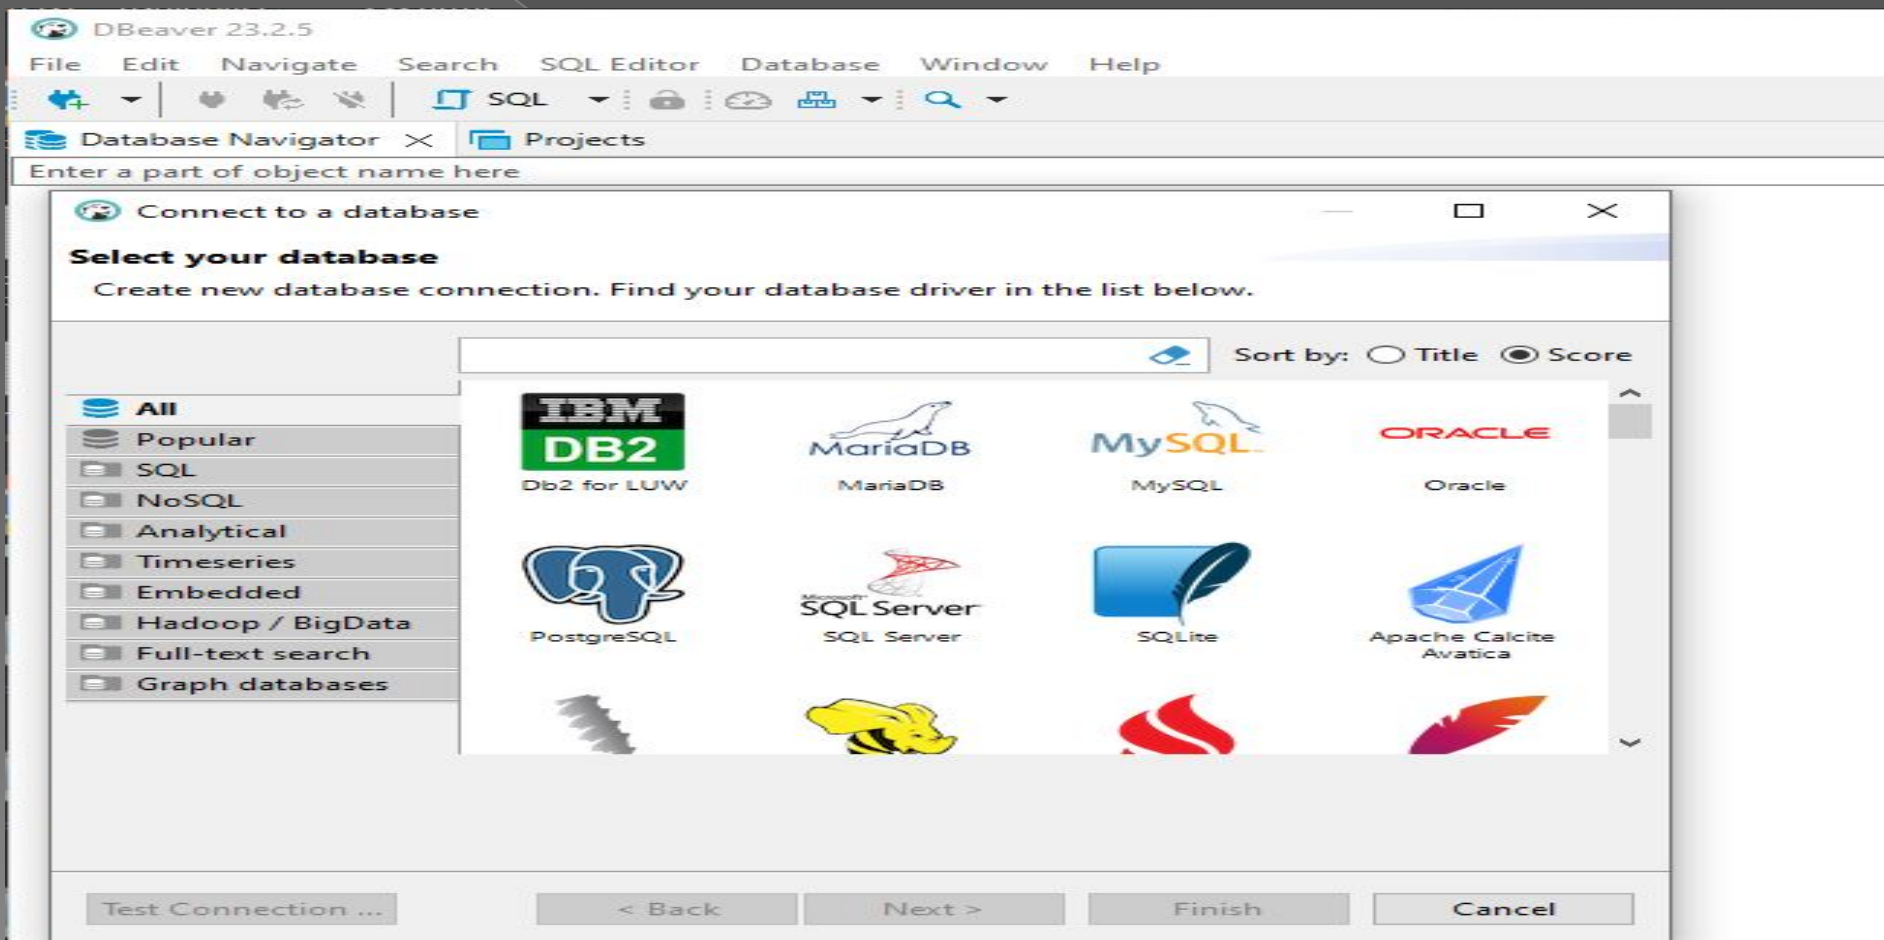 DBeaver 23.2.5
File Edit Navigate Search SQL Editor Database Window Help
SQL
Database Navigator Projects
Enter a part of object name here
Connect to a database
Select your database
Create new database connection. Find your database driver in the list below.
Sort by: Title Score
All
Popular
SQL
NoSQL
Analytical
Timeseries
Embedded
Hadoop / BigData
Full-text search
Graph databases
IBM
DB2
MariaDB
MySQL
ORACLE
Db2 for LUW
MariaDB
MySQL
Oracle
Microsoft
SQL Server
PostgreSQL
SQL Server
SQLite
Apache Calcite
Avatica
Test Connection ...
< Back
Next >
Finish
Cancel